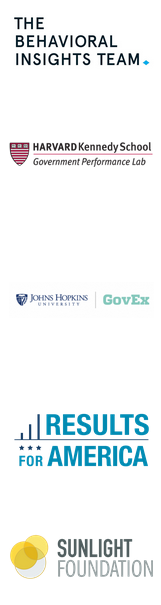 THE
BEHAVIORAL
INSIGHTS TEAM
HARVARD Kennedy School
Government Performance Lab
JOHNS HOPKINS GovEx
UNIVERSITY
RESULTS
FOR AMERICA
SUNLIGHT
FOUNDATION